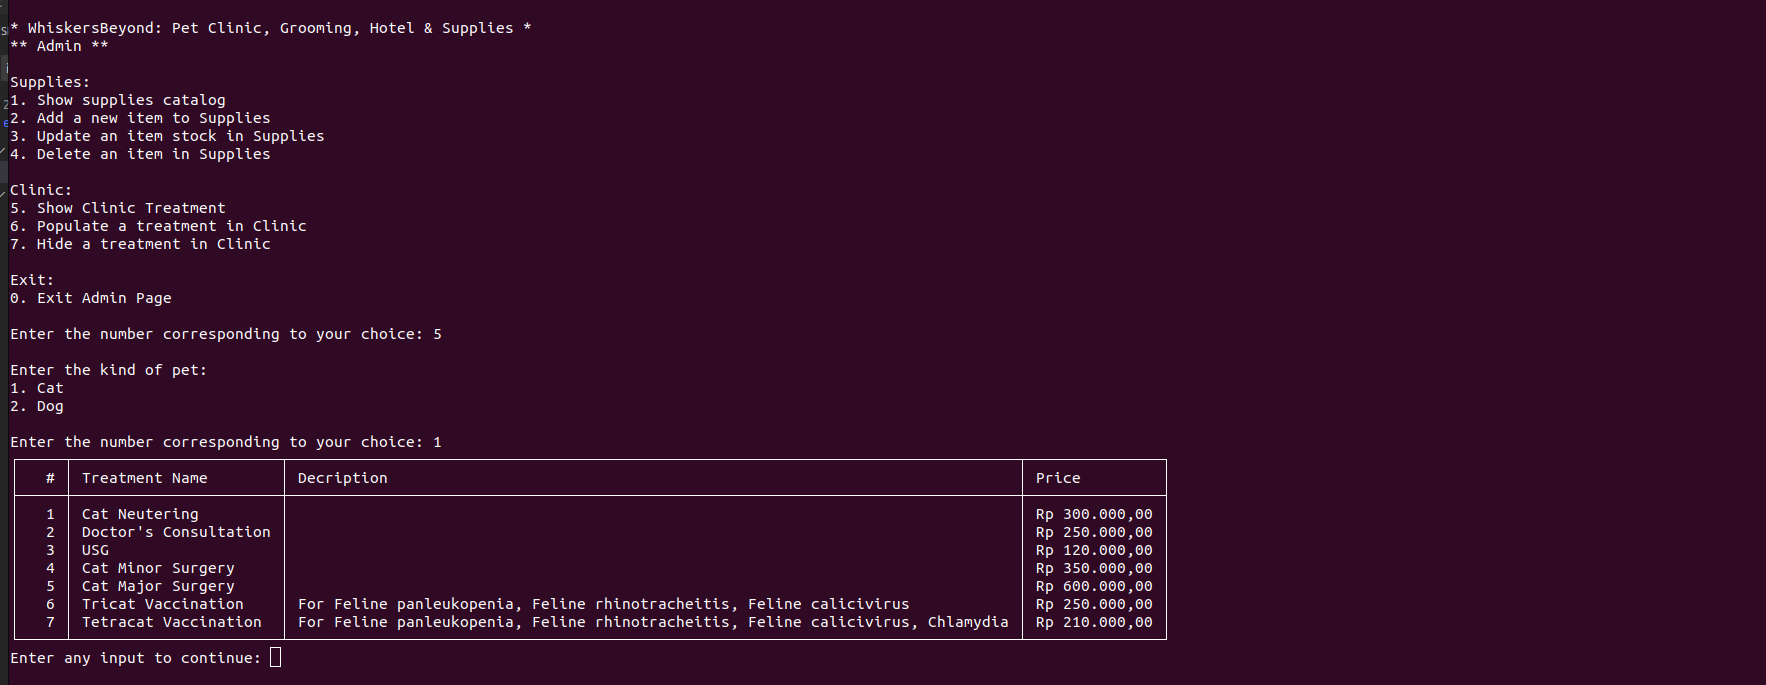 * WhiskersBeyond: Pet Clinic, Grooming, Hotel & Supplies *
** Admin **
Supplies:
1. Show supplies catalog
2. Add a new item to Supplies
3. Update an item stock in Supplies
4. Delete an item in Supplies
Clinic:
5. Show Clinic Treatment
6. Populate a treatment in Clinic
7. Hide a treatment in Clinic
Exit:
0. Exit Admin Page
Enter the number corresponding to your choice: 5
Enter the kind of pet:
1. Cat
2. Dog
Enter the number corresponding to your choice: 1
# Treatment Name Decription Price
1 Cat Neutering Rp 300.000,00
2 Doctor's Consultation Rp 250.000,00
3 USG Rp 120.000,00
4 Cat Minor Surgery Rp 350.000,00
5 Cat Major Surgery Rp 600.000,00
6 Tricat Vaccination For Feline panleukopenia, Feline rhinotracheitis, Feline calicivirus Rp 250.000,00
7 Tetracat Vaccination For Feline panleukopenia, Feline rhinotracheitis, Feline calicivirus, Chlamydia Rp 210.000,00
Enter any input to continue: